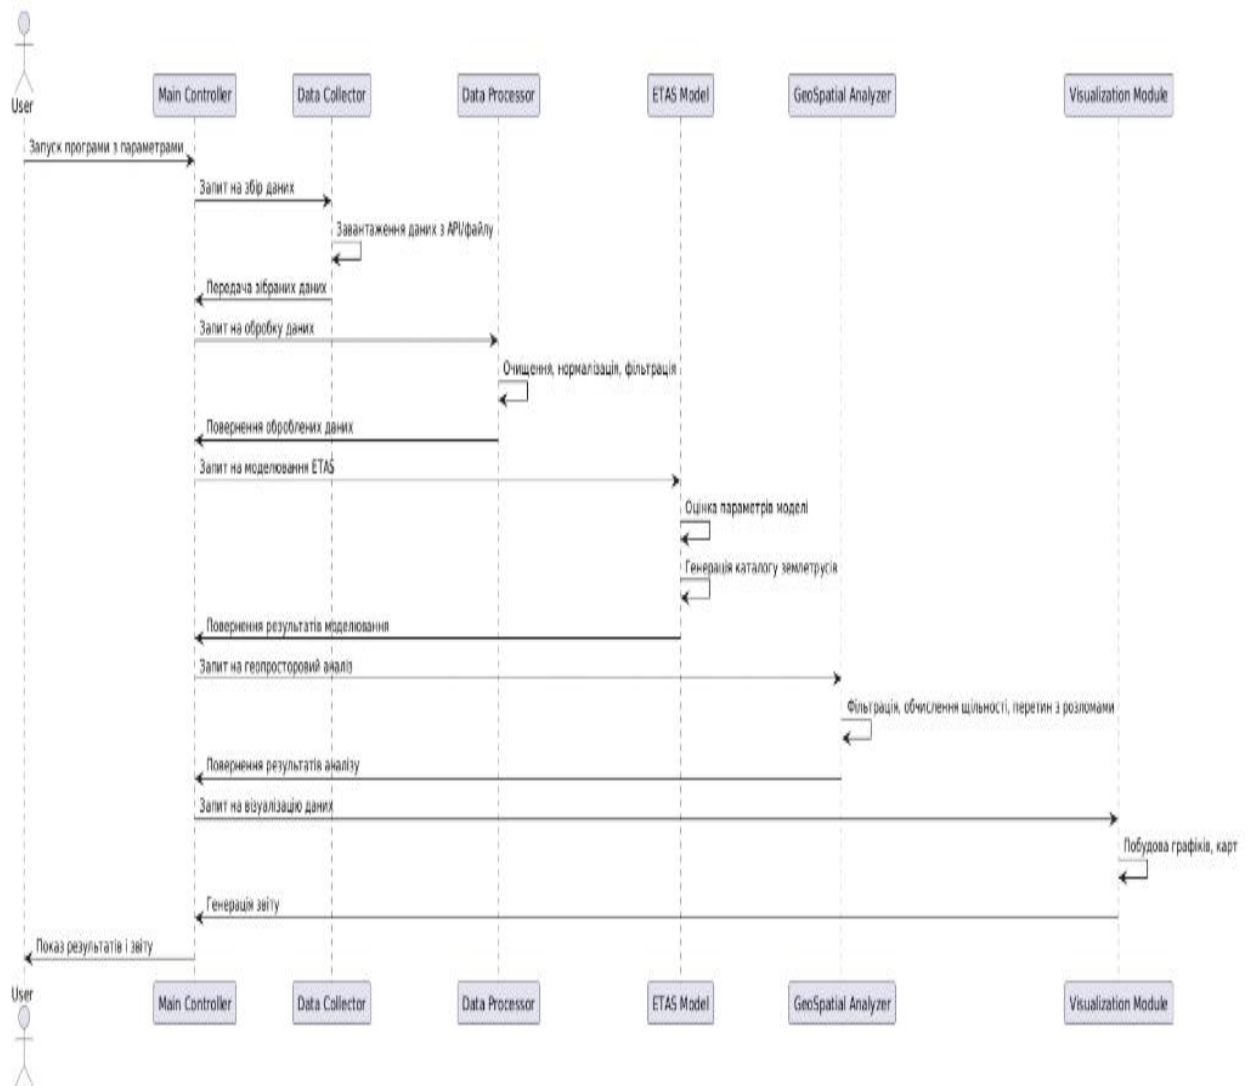 User
Main Controller
Data Collector
Data Processor
ETAS Model
GeoSpatial Analyzer
Visualization Module
Запуск програми з параметрами
Запит на збір даних
Завантаження даних з API/файлу
Передача зібраних даних
Запит на обробку даних
Очищення, нормалізація, фільтрація
Повернення оброблених даних
Запит на моделювання ETAS
Оцінка параметрів моделі
Генерація каталогу землетрусів
Повернення результатів моделювання
Запит на геопросторовий аналіз
Фільтрація, обчислення щільності, перетин з розломами
Повернення результатів аналізу
Запит на візуалізацію даних
Побудова графіків, карт
Генерація звіту
Показ результатів і звіту
User
Main Controller
Data Collector
Data Processor
ETAS Model
GeoSpatial Analyzer
Visualization Module